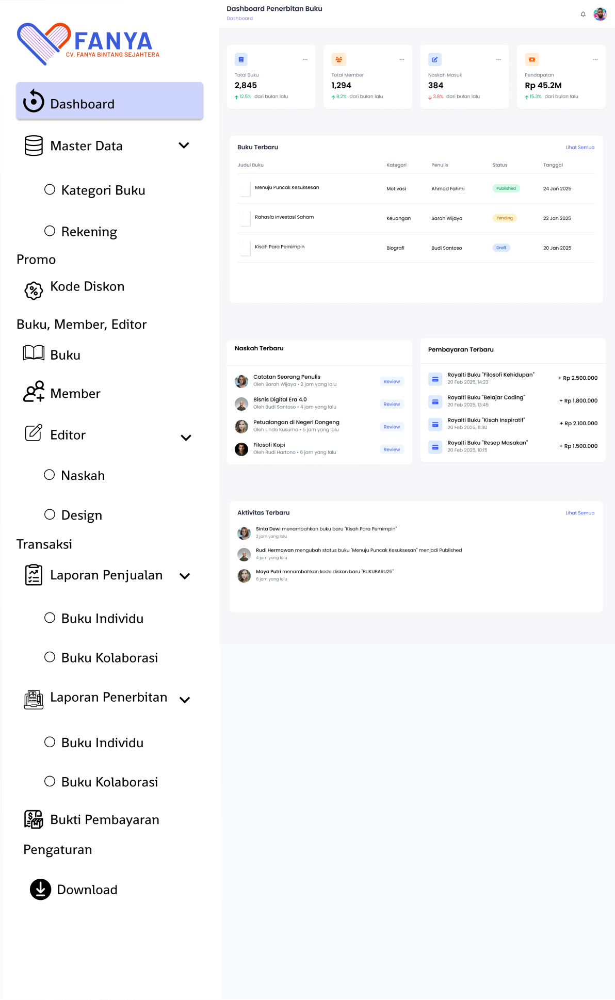 FANYA
CV. FANYA BINTANG SEJAHTERA
Dashboard
Master Data
Kategori Buku
Rekening
Promo
Kode Diskon
Buku, Member, Editor
Buku
Member
Editor
Naskah
Design
Transaksi
Laporan Penjualan
Buku Individu
Buku Kolaborasi
Laporan Penerbitan
Buku Individu
Buku Kolaborasi
Bukti Pembayaran
Pengaturan
Download
Dashboard Penerbitan Buku
Dashboard
Total Buku
2,845
12.5% dari bulan lalu
Total Member
1,294
8.2% dari bulan lalu
Naskah Masuk
384
3.8% dari bulan lalu
Pendapatan
Rp 45.2M
15.3% dari bulan lalu
Buku Terbaru Lihat Semua
Judul Buku Kategori Penulis Status Tanggal
Menuju Puncak Kesuksesan Motivasi Ahmad Fahmi Published 24 Jan 2025
Rahasia Investasi Saham Keuangan Sarah Wijaya Pending 22 Jan 2025
Kisah Para Pemimpin Biografi Budi Santoso Draft 20 Jan 2025
Naskah Terbaru
Catatan Seorang Penulis
Oleh Sarah Wijaya • 2 jam yang lalu
Review
Bisnis Digital Era 4.0
Oleh Budi Santoso • 4 jam yang lalu
Review
Petualangan di Negeri Dongeng
Oleh Linda Kusuma • 5 jam yang lalu
Review
Filosofi Kopi
Oleh Rudi Hartono • 6 jam yang lalu
Review
Pembayaran Terbaru
Royalti Buku "Filosofi Kehidupan"
20 Feb 2025, 14:23
+ Rp 2.500.000
Royalti Buku "Belajar Coding"
20 Feb 2025, 13:45
+ Rp 1.800.000
Royalti Buku "Kisah Inspiratif"
20 Feb 2025, 11:30
+ Rp 2.100.000
Royalti Buku "Resep Masakan"
20 Feb 2025, 10:15
+ Rp 1.500.000
Aktivitas Terbaru Lihat Semua
Sinta Dewi menambahkan buku baru "Kisah Para Pemimpin"
2 jam yang lalu
Rudi Hermawan mengubah status buku "Menuju Puncak Kesuksesan" menjadi Published
4 jam yang lalu
Maya Putri menambahkan kode diskon baru "BUKUBARU25"
6 jam yang lalu